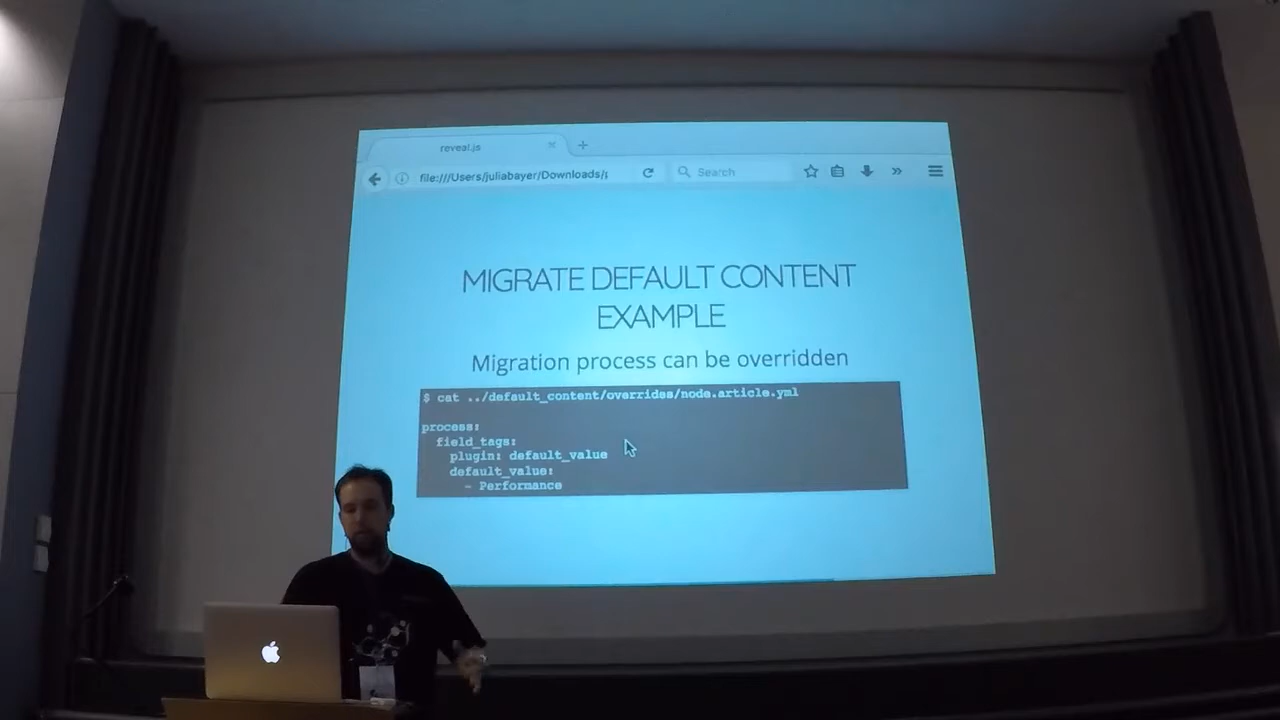 reveal.js
file:///Users/juliabayer/Downloads/
Search
MIGRATE DEFAULT CONTENT
EXAMPLE
Migration process can be overridden
$ cat ../default_content/overrides/node.article.yml
process:
field_tags:
plugin: default_value
default_value:
- Performance